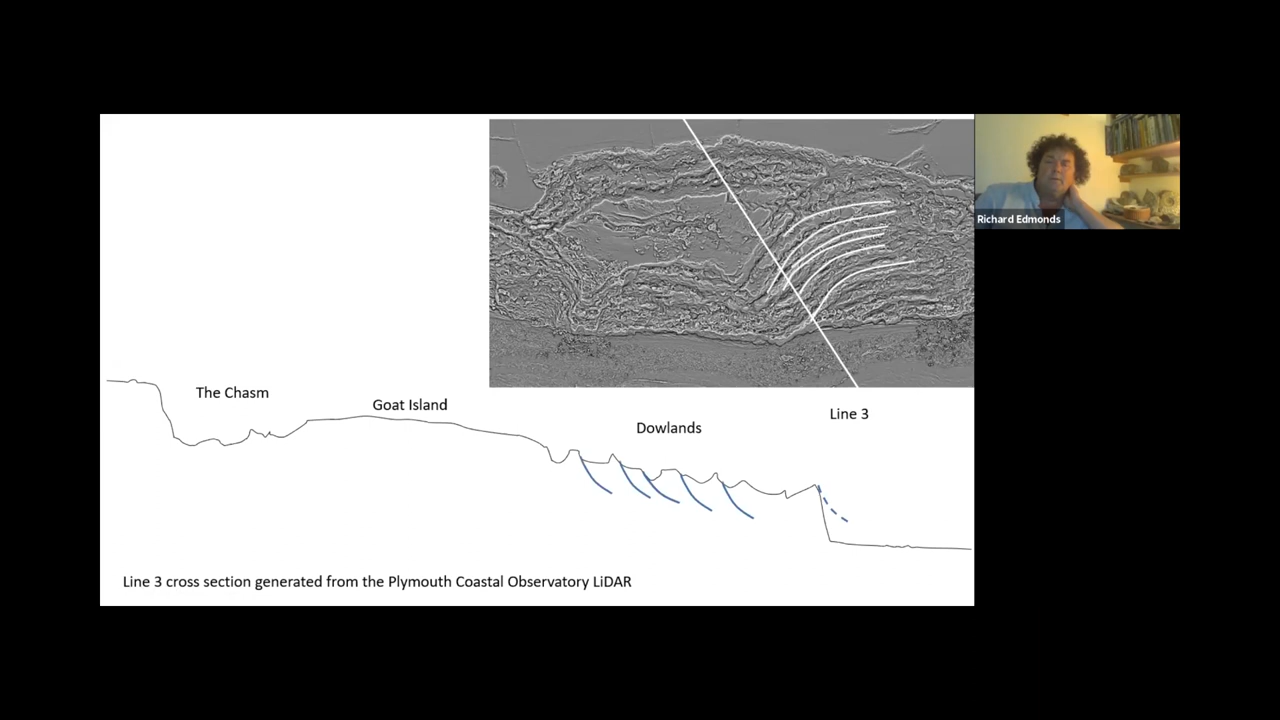 Richard Edmonds
The Chasm
Goat Island
Line 3
Dowlands
Line 3 cross section generated from the Plymouth Coastal Observatory LiDAR